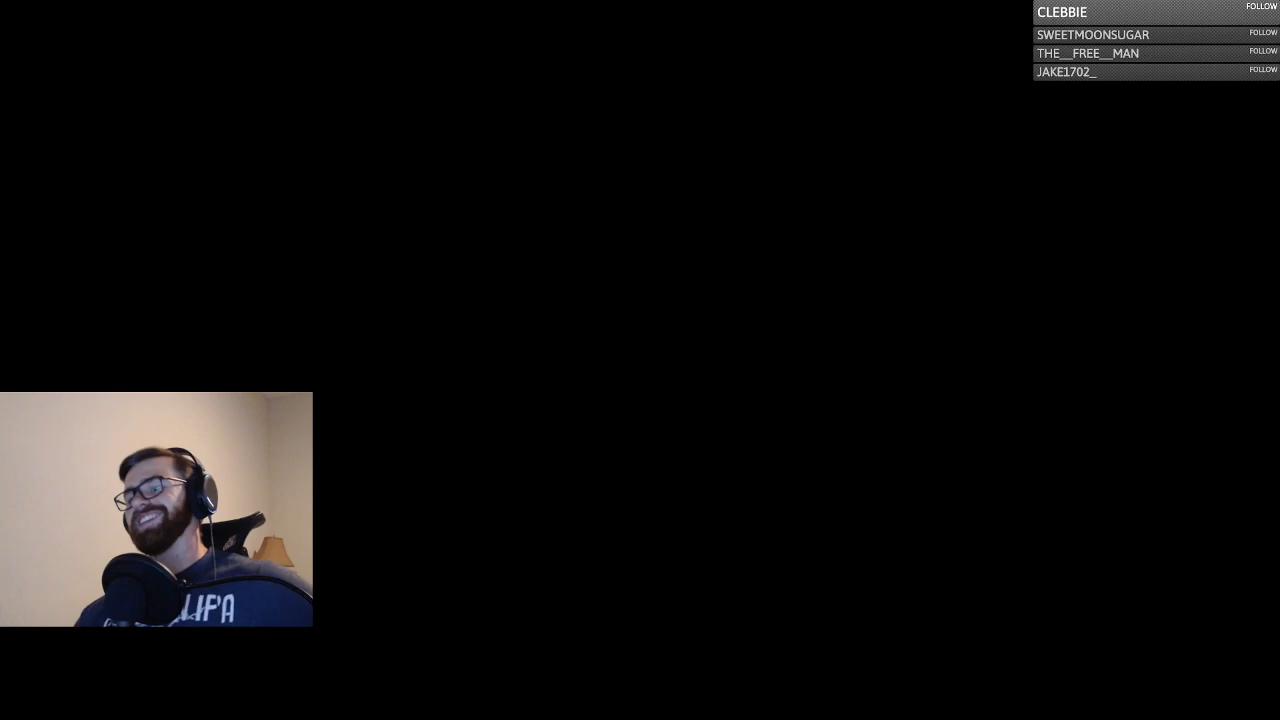 CLEBBIE FOLLOW
SWEETMOONSUGAR FOLLOW
THE__FREE__MAN FOLLOW
JAKE1702_ FOLLOW